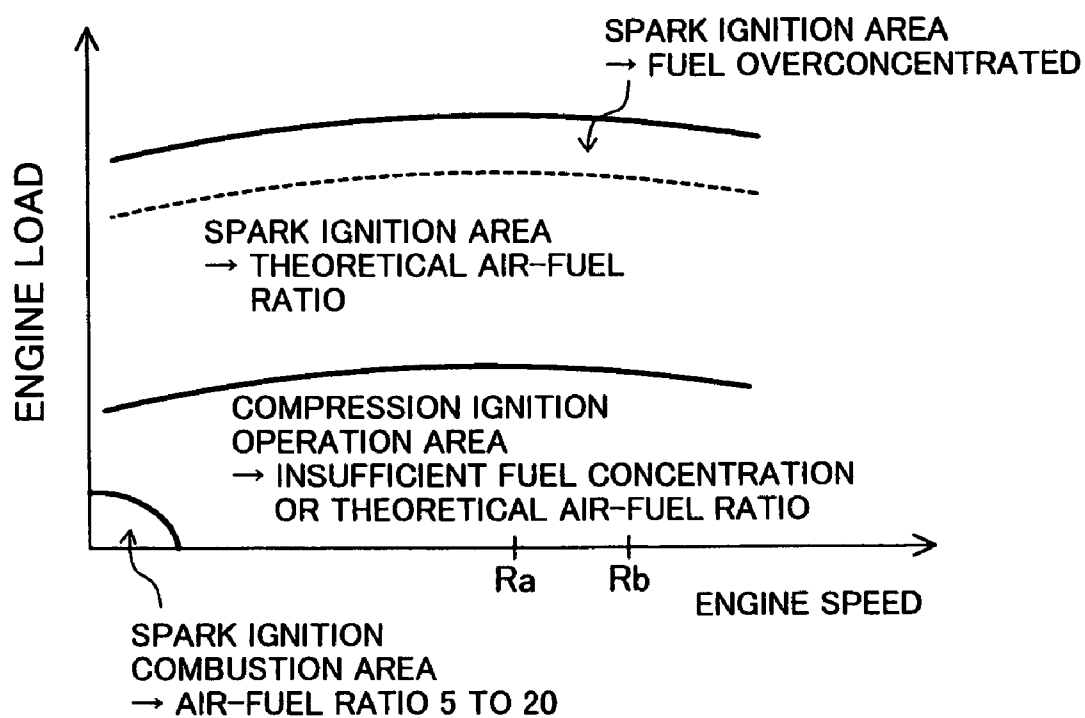 SPARK IGNITION AREA
→ FUEL OVERCONCENTRATED
ENGINE LOAD
SPARK IGNITION AREA
→ THEORETICAL AIR-FUEL
RATIO
COMPRESSION IGNITION
OPERATION AREA
→ INSUFFICIENT FUEL CONCENTRATION
OR THEORETICAL AIR-FUEL RATIO
Ra
Rb
ENGINE SPEED
SPARK IGNITION
COMBUSTION AREA
→ AIR-FUEL RATIO 5 TO 20